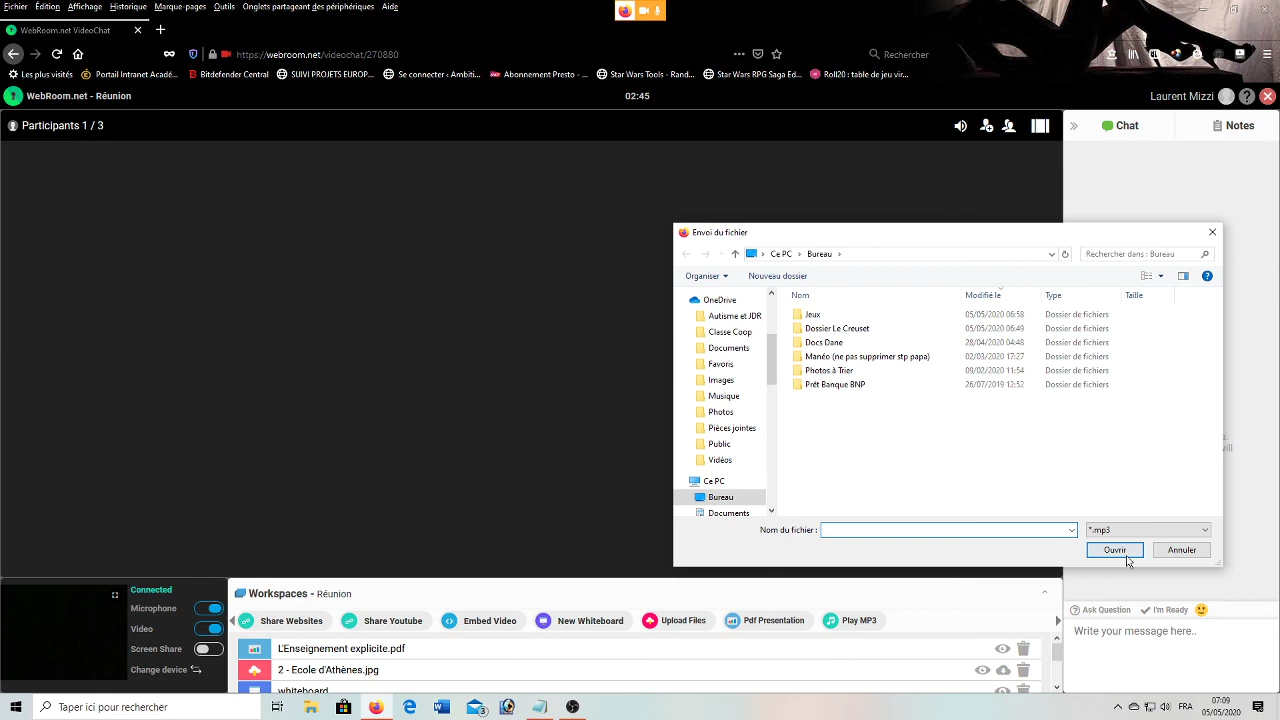 Fichier Édition Affichage Historique Marque-pages Outils Onglets partageant des périphériques Aide
WebRoom.net VideoChat
https://webroom.net/videochat/270880
Rechercher
Les plus visités Portail Intranet Acadé... Bitdefender Central SUIVI PROJETS EUROP... Se connecter : Ambiti... Abonnement Presto - ... Star Wars Tools - Rand... Star Wars RPG Saga Ed... Roll20 : table de jeu vir...
WebRoom.net - Réunion
02:45
Laurent Mizzi
Participants 1 / 3
Chat
Notes
Envoi du fichier
Ce PC > Bureau >
Rechercher dans : Bureau
Organiser
Nouveau dossier
OneDrive
Autisme et JDR
Classe Coop
Documents
Favoris
Images
Musique
Photos
Pièces jointes
Public
Vidéos
Ce PC
Bureau
Documents
Nom Modifié le Type Taille
Jeux 05/05/2020 06:58 Dossier de fichiers
Dossier Le Creuset 05/05/2020 06:49 Dossier de fichiers
Docs Dane 28/04/2020 04:48 Dossier de fichiers
Manéo (ne pas supprimer stp papa) 02/03/2020 17:27 Dossier de fichiers
Photos à Trier 09/02/2020 11:54 Dossier de fichiers
Prét Banque BNP 26/07/2019 12:52 Dossier de fichiers
Nom du fichier :
*.mp3
Ouvrir
Annuler
Connected
Microphone
Video
Screen Share
Change device
Workspaces - Réunion
Share Websites Share Youtube Embed Video New Whiteboard Upload Files Pdf Presentation Play MP3
L'Enseignement explicite.pdf
2 - Ecole d'Athènes.jpg
whiteboard
Ask Question I'm Ready
Write your message here..
Taper ici pour rechercher
3
FRA
07:09
05/05/2020